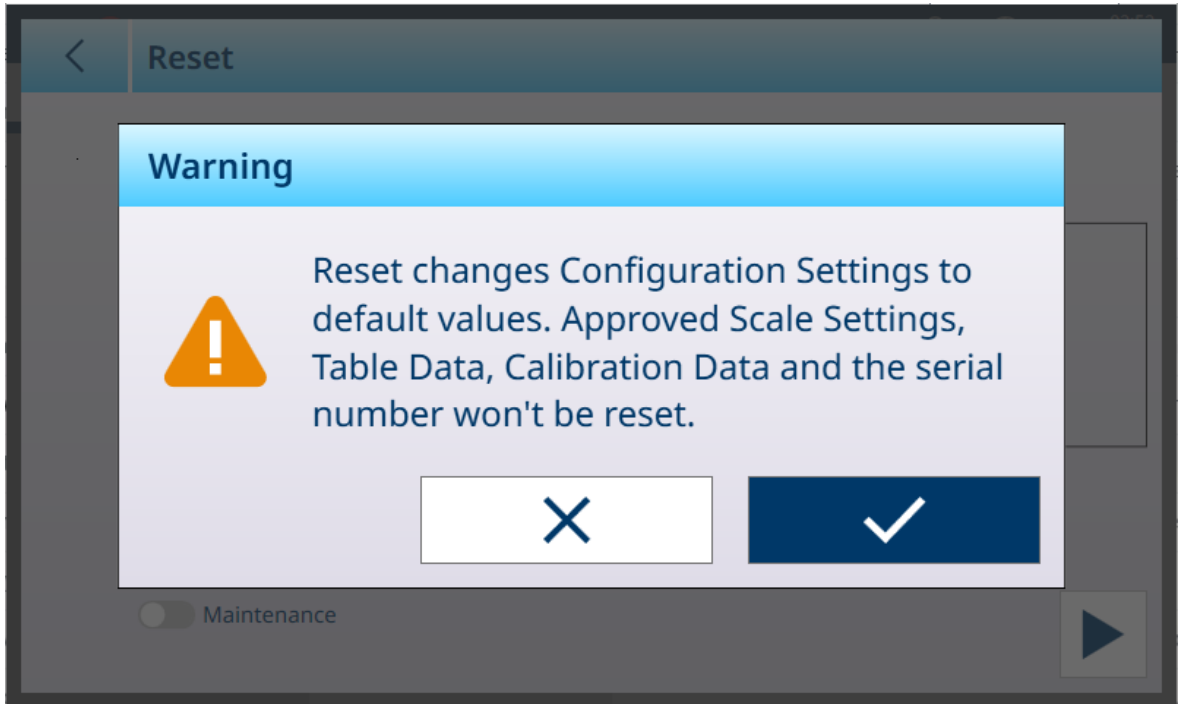 Reset
Warning
Reset changes Configuration Settings to
default values. Approved Scale Settings,
Table Data, Calibration Data and the serial
number won't be reset.
Maintenance